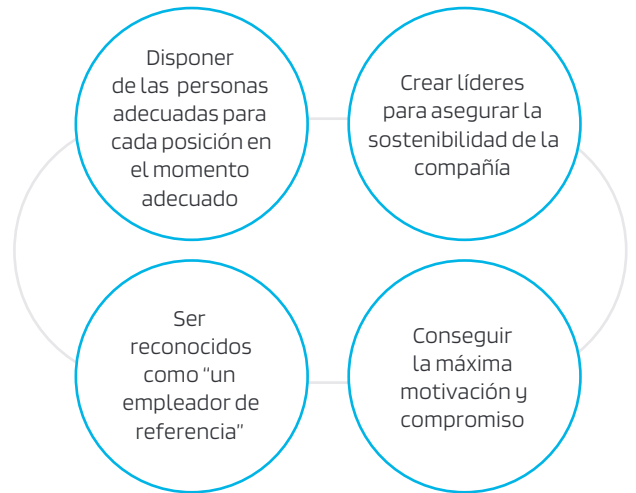 Disponer
de las personas
adecuadas para
cada posición en
el momento
adecuado
Crear líderes
para asegurar la
sostenibilidad de la
compañía
Ser
reconocidos
como “un
empleador de
referencia”
Conseguir
la máxima
motivación y
compromiso